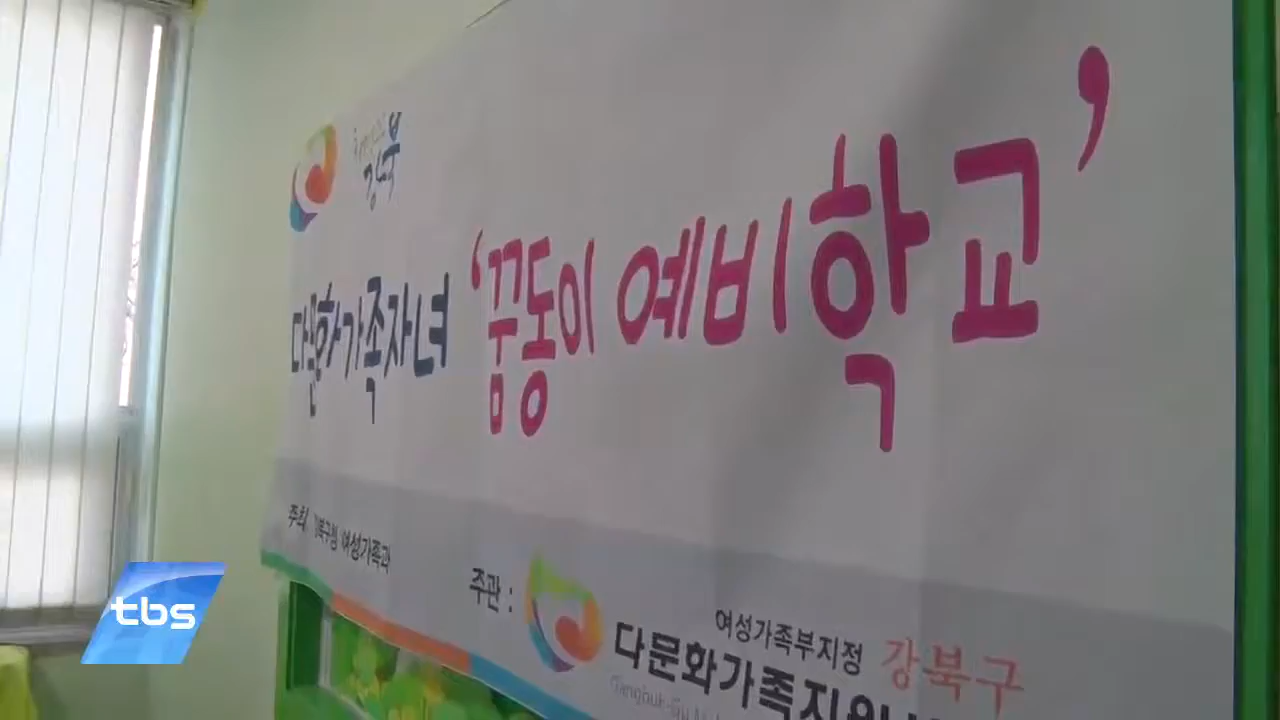 강북
다문화가족자녀 '꿈동이 예비학교'
주최 강북구청 여성가족과
주관 :
여성가족부지정 강북구
다문화가족지원
tbs